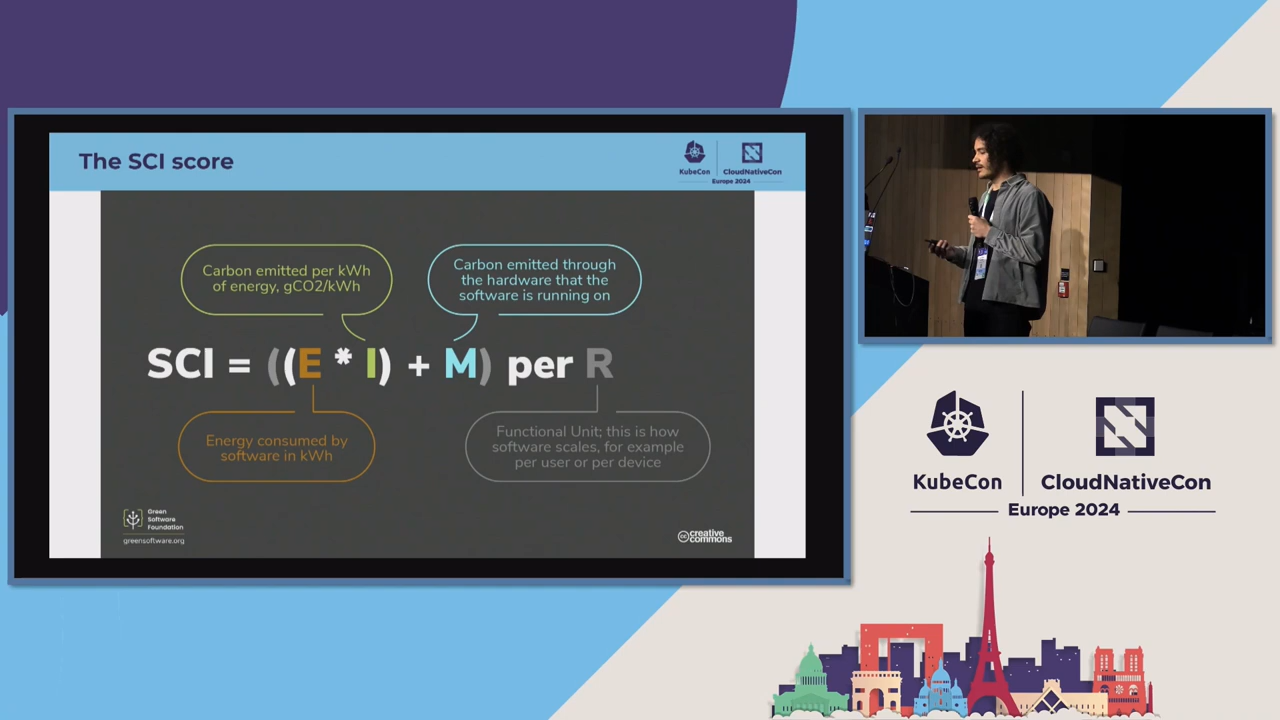 The SCI score
KubeCon
CloudNativeCon
Europe 2024
Carbon emitted per kWh
of energy, gCO2/kWh
Carbon emitted through
the hardware that the
software is running on
SCI = ((E * I) + M) per R
Energy consumed by
software in kWh
Functional Unit; this is how
software scales, for example
per user or per device
Green
Software
Foundation
greensoftware.org
cc creative
commons
KubeCon
CloudNativeCon
Europe 2024